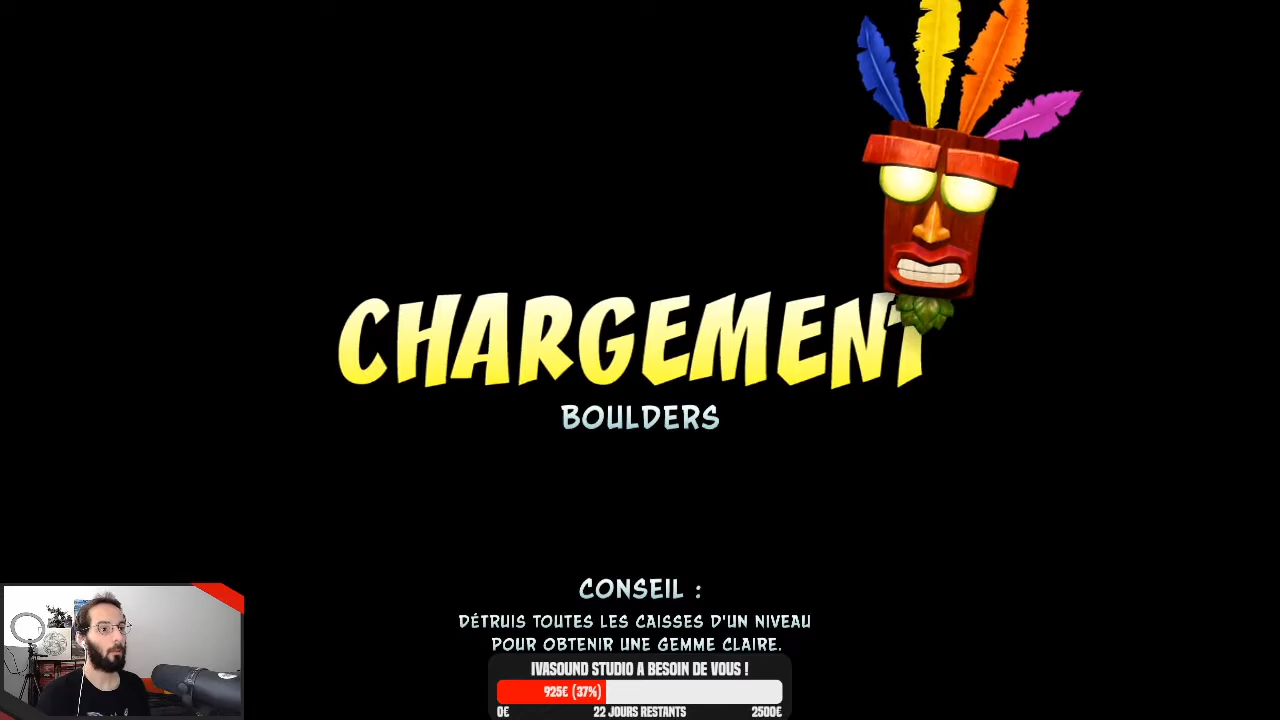 CHARGEMENT
BOULDERS
CONSEIL :
DÉTRUIS TOUTES LES CAISSES D'UN NIVEAU
POUR OBTENIR UNE GEMME CLAIRE.
IVASOUND STUDIO A BESOIN DE VOUS !
925€ (37%)
0€ 22 JOURS RESTANTS 2500€